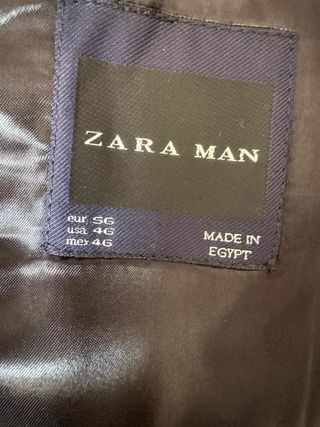 ZARA MAN
eur 56
usa 46
mex 46
MADE IN
EGYPT